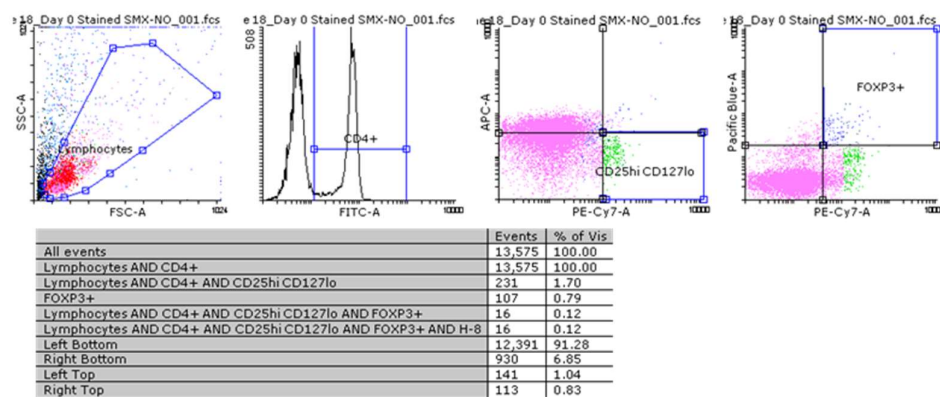 e 18_Day 0 Stained SMX-NO_001.fcs
SSC-A
Lymphocytes
FSC-A
1024
e 18_Day 0 Stained SMX-NO_001.fcs
508
CD4+
FITC-A
10000
e 18_Day 0 Stained SMX-NO_001.fcs
APC-A
CD25hi CD127lo
PE-Cy7-A
10000
e 18_Day 0 Stained SMX-NO_001.fcs
Pacific Blue-A
FOXP3+
PE-Cy7-A
10000
Events % of Vis
All events 13,575 100.00
Lymphocytes AND CD4+ 13,575 100.00
Lymphocytes AND CD4+ AND CD25hi CD127lo 231 1.70
FOXP3+ 107 0.79
Lymphocytes AND CD4+ AND CD25hi CD127lo AND FOXP3+ 16 0.12
Lymphocytes AND CD4+ AND CD25hi CD127lo AND FOXP3+ AND H-8 16 0.12
Left Bottom 12,391 91.28
Right Bottom 930 6.85
Left Top 141 1.04
Right Top 113 0.83